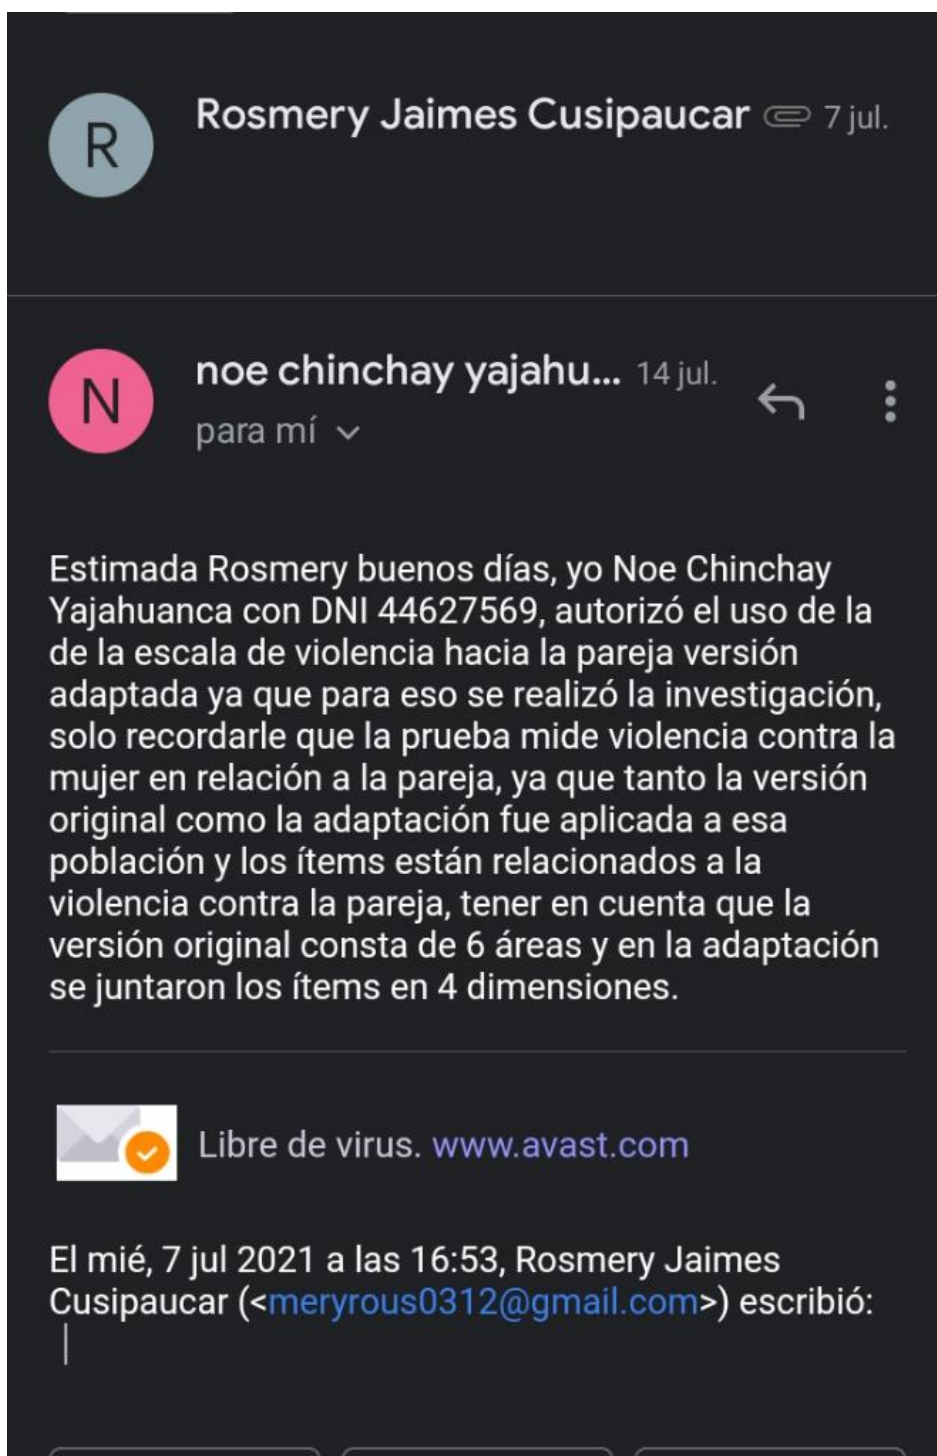 R
Rosmery Jaimes Cusipaucar 7 jul.
N
noe chinchay yajahu... 14 jul.
para mí
Estimada Rosmery buenos días, yo Noe Chinchay
Yajahuanca con DNI 44627569, autorizó el uso de la
de la escala de violencia hacia la pareja versión
adaptada ya que para eso se realizó la investigación,
solo recordarle que la prueba mide violencia contra la
mujer en relación a la pareja, ya que tanto la versión
original como la adaptación fue aplicada a esa
población y los ítems están relacionados a la
violencia contra la pareja, tener en cuenta que la
versión original consta de 6 áreas y en la adaptación
se juntaron los ítems en 4 dimensiones.
Libre de virus. www.avast.com
El mié, 7 jul 2021 a las 16:53, Rosmery Jaimes
Cusipaucar (<meryrous0312@gmail.com>) escribió: